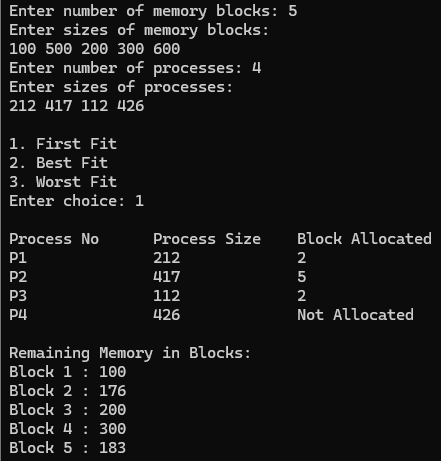 Enter number of memory blocks: 5
Enter sizes of memory blocks:
100 500 200 300 600
Enter number of processes: 4
Enter sizes of processes:
212 417 112 426
1. First Fit
2. Best Fit
3. Worst Fit
Enter choice: 1
Process No Process Size Block Allocated
P1 212 2
P2 417 5
P3 112 2
P4 426 Not Allocated
Remaining Memory in Blocks:
Block 1 : 100
Block 2 : 176
Block 3 : 200
Block 4 : 300
Block 5 : 183